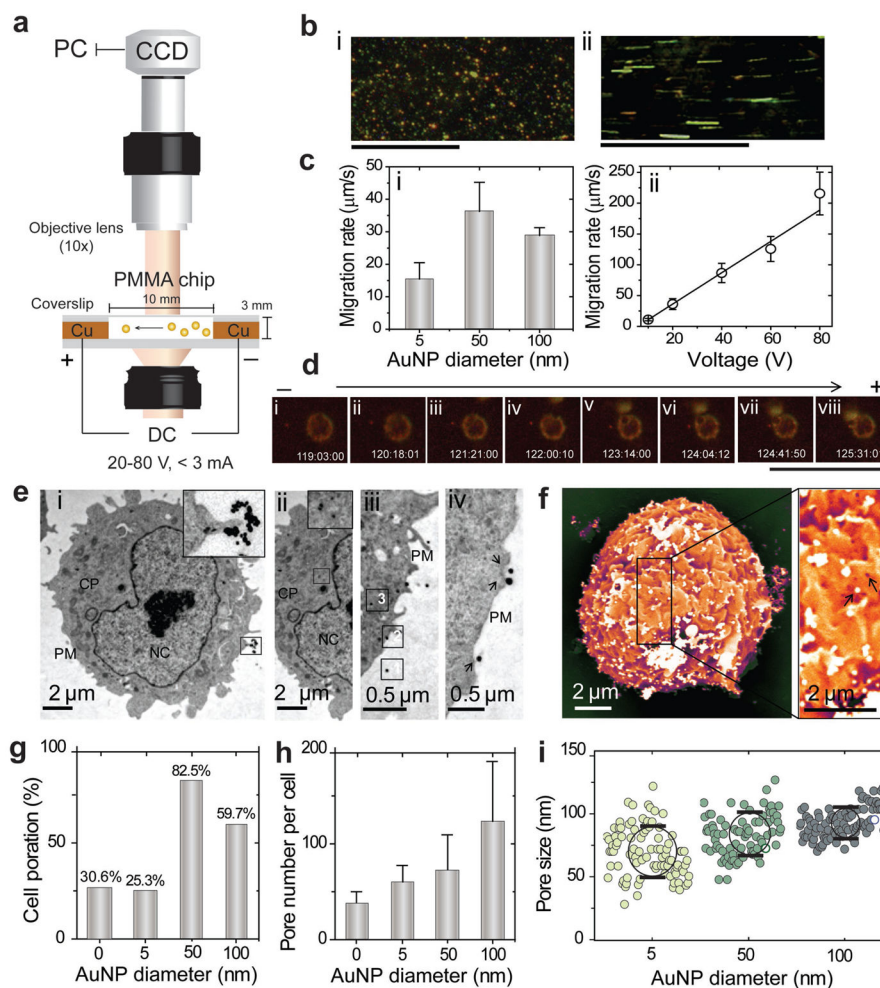 a
PC
CCD
Objective lens
(10x)
PMMA chip
Coverslip
10 mm
3 mm
Cu
Cu
+
−
DC
20-80 V, < 3 mA
b
i
ii
c
i
Migration rate (μm/s)
50
40
30
20
10
0
5
50
100
AuNP diameter (nm)
ii
Migration rate (μm/s)
250
200
150
100
50
0
20
40
60
80
Voltage (V)
d
−
+
i
ii
iii
iv
v
vi
vii
viii
119:03:00
120:18:01
121:21:00
122:00:10
123:14:00
124:04:12
124:41:50
125:31:01
e
i
CP
PM
NC
2 μm
ii
CP
NC
2 μm
iii
PM
3
0.5 μm
iv
PM
0.5 μm
f
2 μm
2 μm
g
Cell poration (%)
100
50
0
30.6%
25.3%
82.5%
59.7%
0
5
50
100
AuNP diameter (nm)
h
Pore number per cell
200
100
0
0
5
50
100
AuNP diameter (nm)
i
Pore size (nm)
150
100
50
0
5
50
100
AuNP diameter (nm)